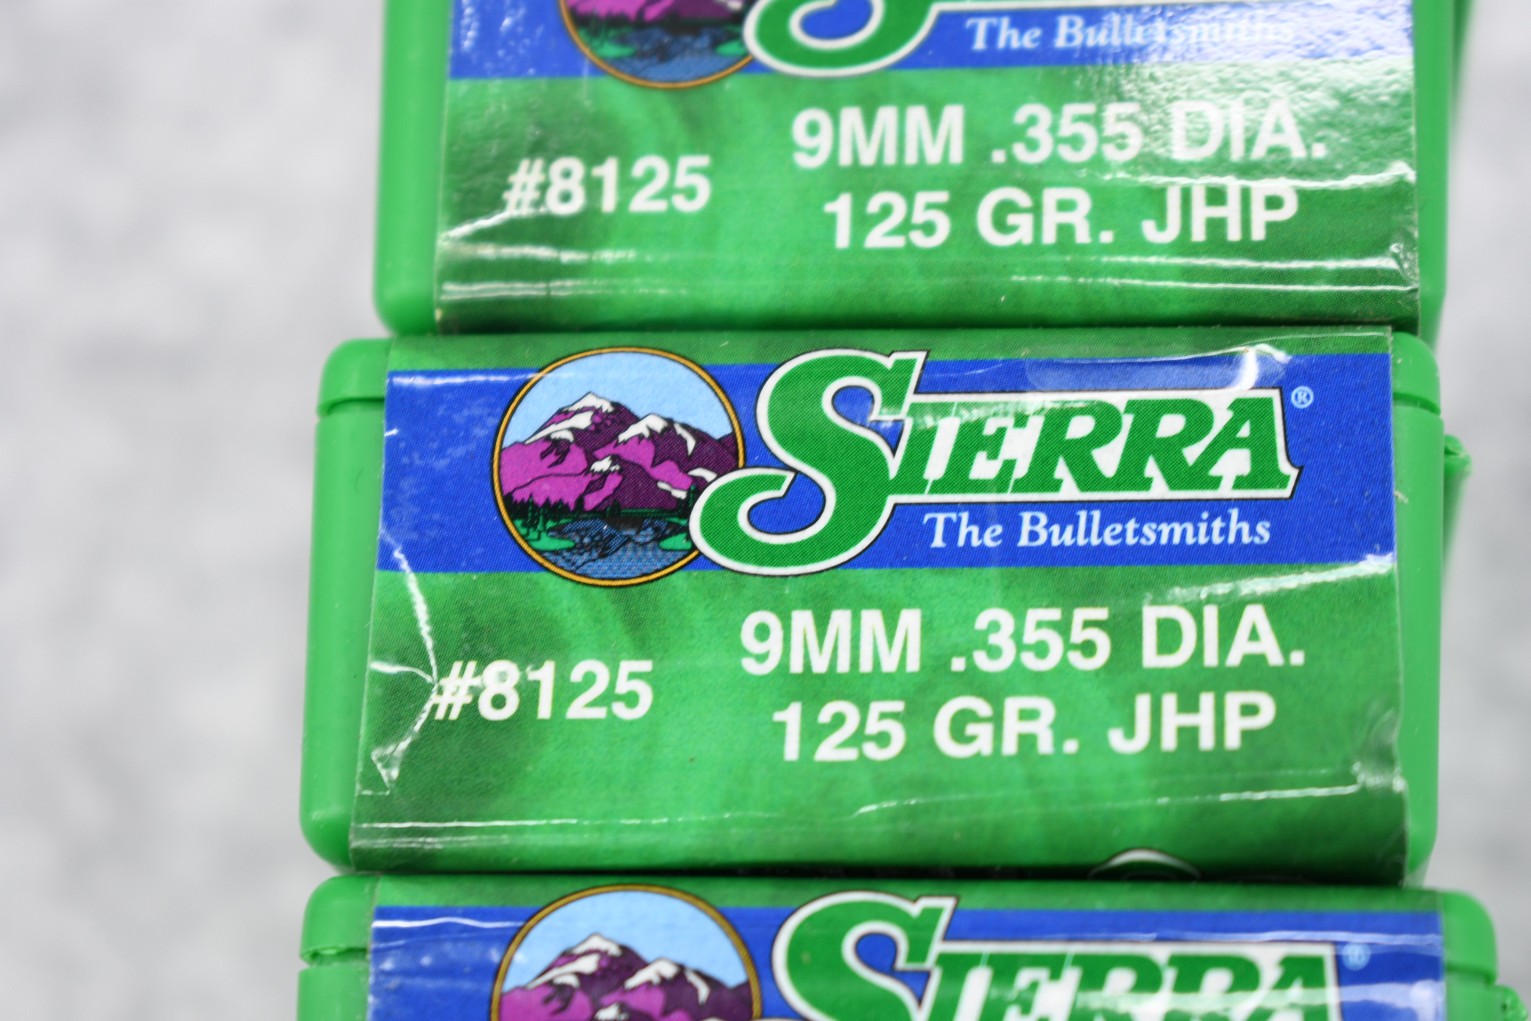 The Bulletsmiths
9MM .355 DIA.
#8125
125 GR. JHP
SIERRA®
The Bulletsmiths
9MM .355 DIA.
#8125
125 GR. JHP
SIERRA®